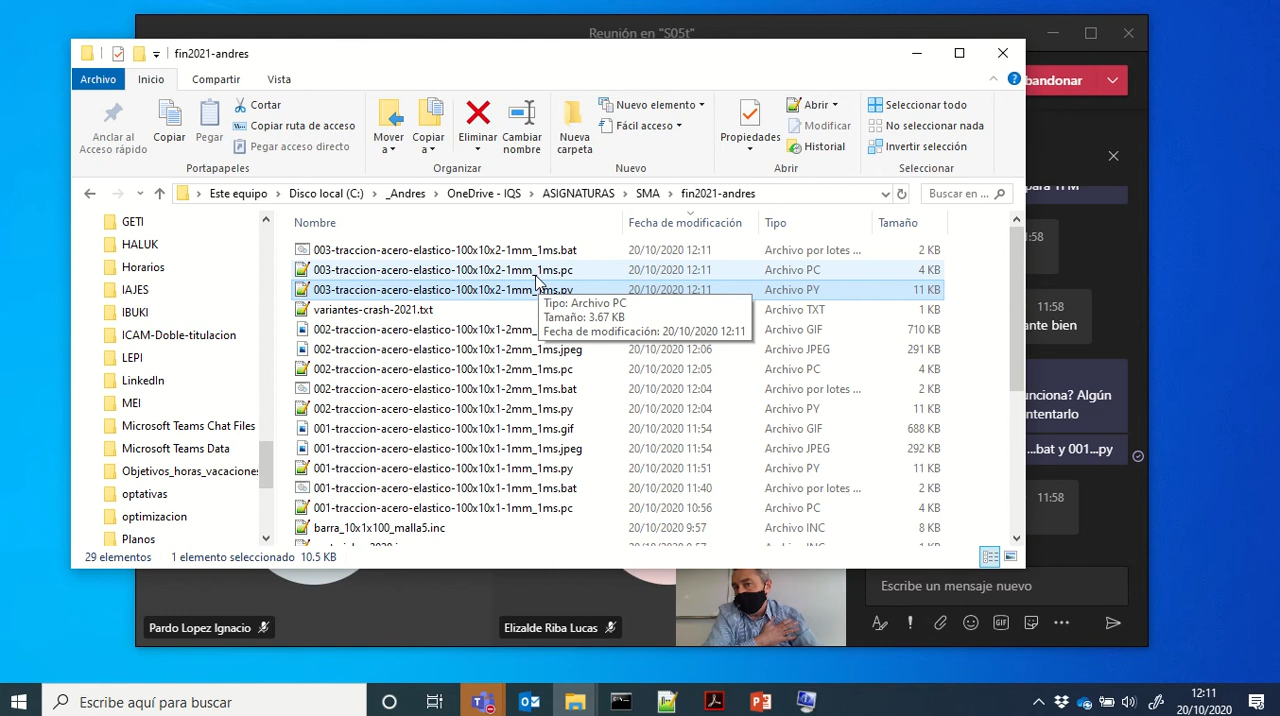 Reunión en "S05t"
fin2021-andres
Archivo Inicio Compartir Vista
bandonar
Anclar al Acceso rápido
Copiar
Pegar
Cortar
Copiar ruta de acceso
Pegar acceso directo
Mover a
Copiar a
Eliminar
Cambiar nombre
Nueva carpeta
Nuevo elemento
Fácil acceso
Propiedades
Abrir
Modificar
Historial
Seleccionar todo
No seleccionar nada
Invertir selección
Portapapeles Organizar Nuevo Abrir Seleccionar
Este equipo Disco local (C:) _Andres OneDrive - IQS ASIGNATURAS SMA fin2021-andres
Buscar en ...
Nombre Fecha de modificación Tipo Tamaño
GETI
HALUK
Horarios
IAJES
IBUKI
ICAM-Doble-titulación
LEPI
LinkedIn
MEI
Microsoft Teams Chat Files
Microsoft Teams Data
Objetivos_horas_vacaciones
optativas
optimizacion
Planos
003-traccion-acero-elastico-100x10x2-1mm_1ms.bat 20/10/2020 12:11 Archivo por lotes ... 2 KB
003-traccion-acero-elastico-100x10x2-1mm_1ms.pc 20/10/2020 12:11 Archivo PC 4 KB
003-traccion-acero-elastico-100x10x2-1mm_1ms.py 20/10/2020 12:11 Archivo PY 11 KB
variantes-crash-2021.txt Archivo TXT 1 KB
002-traccion-acero-elastico-100x10x1-2mm_ Archivo GIF 710 KB
002-traccion-acero-elastico-100x10x1-2mm_1ms.jpeg 20/10/2020 12:06 Archivo JPEG 291 KB
002-traccion-acero-elastico-100x10x1-2mm_1ms.pc 20/10/2020 12:05 Archivo PC 4 KB
002-traccion-acero-elastico-100x10x1-2mm_1ms.bat 20/10/2020 12:04 Archivo por lotes ... 2 KB
002-traccion-acero-elastico-100x10x1-2mm_1ms.py 20/10/2020 12:04 Archivo PY 11 KB
001-traccion-acero-elastico-100x10x1-1mm_1ms.gif 20/10/2020 11:54 Archivo GIF 688 KB
001-traccion-acero-elastico-100x10x1-1mm_1ms.jpeg 20/10/2020 11:54 Archivo JPEG 292 KB
001-traccion-acero-elastico-100x10x1-1mm_1ms.py 20/10/2020 11:51 Archivo PY 11 KB
001-traccion-acero-elastico-100x10x1-1mm_1ms.bat 20/10/2020 11:40 Archivo por lotes ... 2 KB
001-traccion-acero-elastico-100x10x1-1mm_1ms.pc 20/10/2020 10:56 Archivo PC 4 KB
barra_10x1x100_malla5.inc 20/10/2020 9:57 Archivo INC 8 KB
Tipo: Archivo PC
Tamaño: 3.67 KB
Fecha de modificación: 20/10/2020 12:11
29 elementos 1 elemento seleccionado 10.5 KB
para TFM
:58
11:58
ante bien
unciona? Algún
ntentarlo
...bat y 001...py
11:58
Escribe un mensaje nuevo
GIF
Pardo Lopez Ignacio
Elizalde Riba Lucas
Escribe aquí para buscar
12:11
20/10/2020